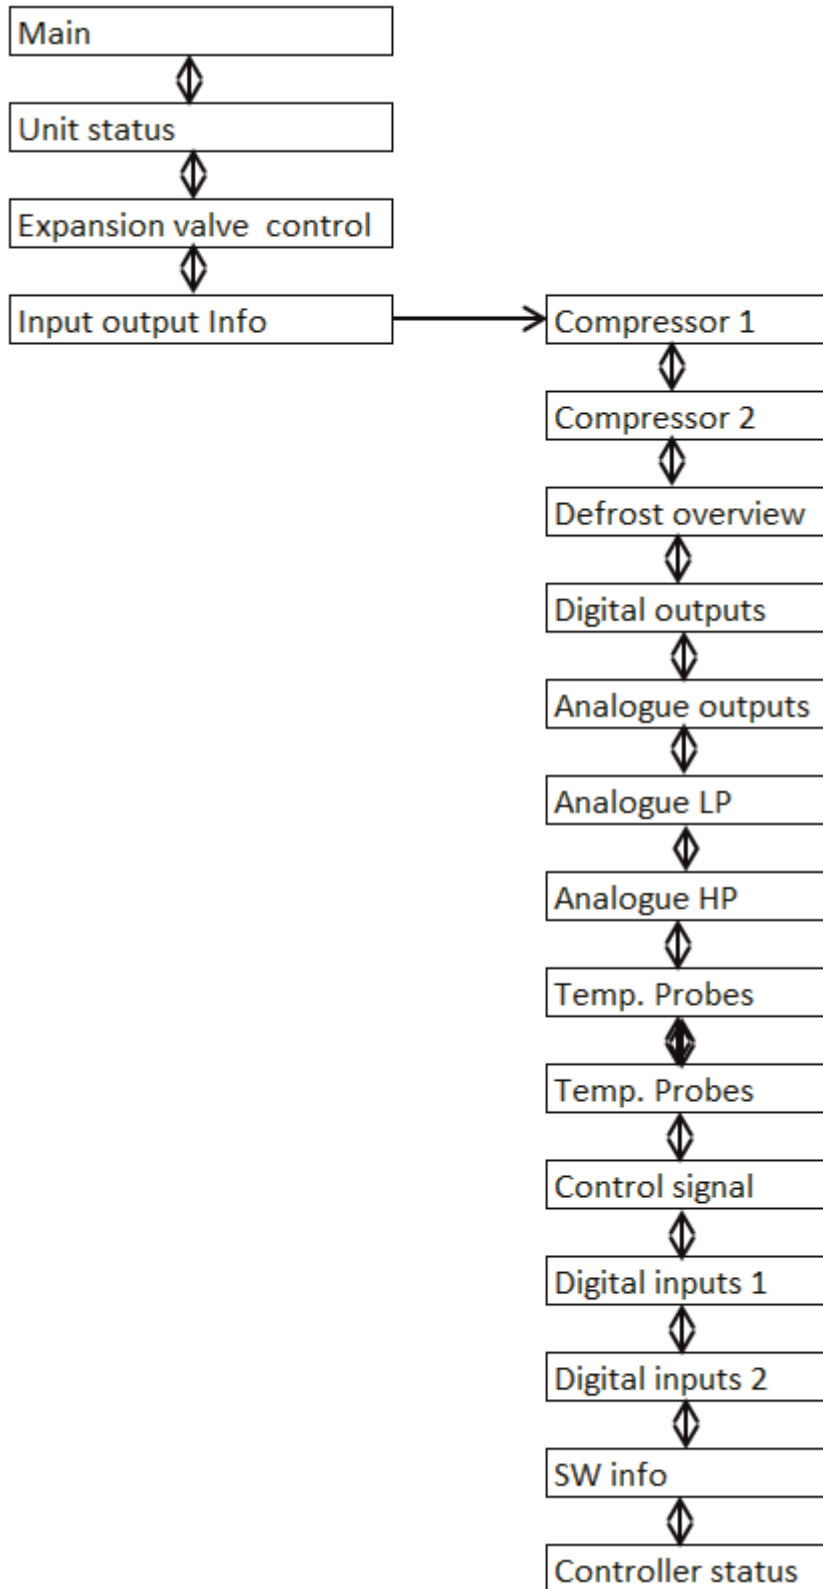 Main
Unit status
Expansion valve  control
Input output Info
Compressor 1
Compressor 2
Defrost overview
Digital outputs
Analogue outputs
Analogue LP
Analogue HP
Temp. Probes
Temp. Probes
Control signal
Digital inputs 1
Digital inputs 2
SW info
Controller status